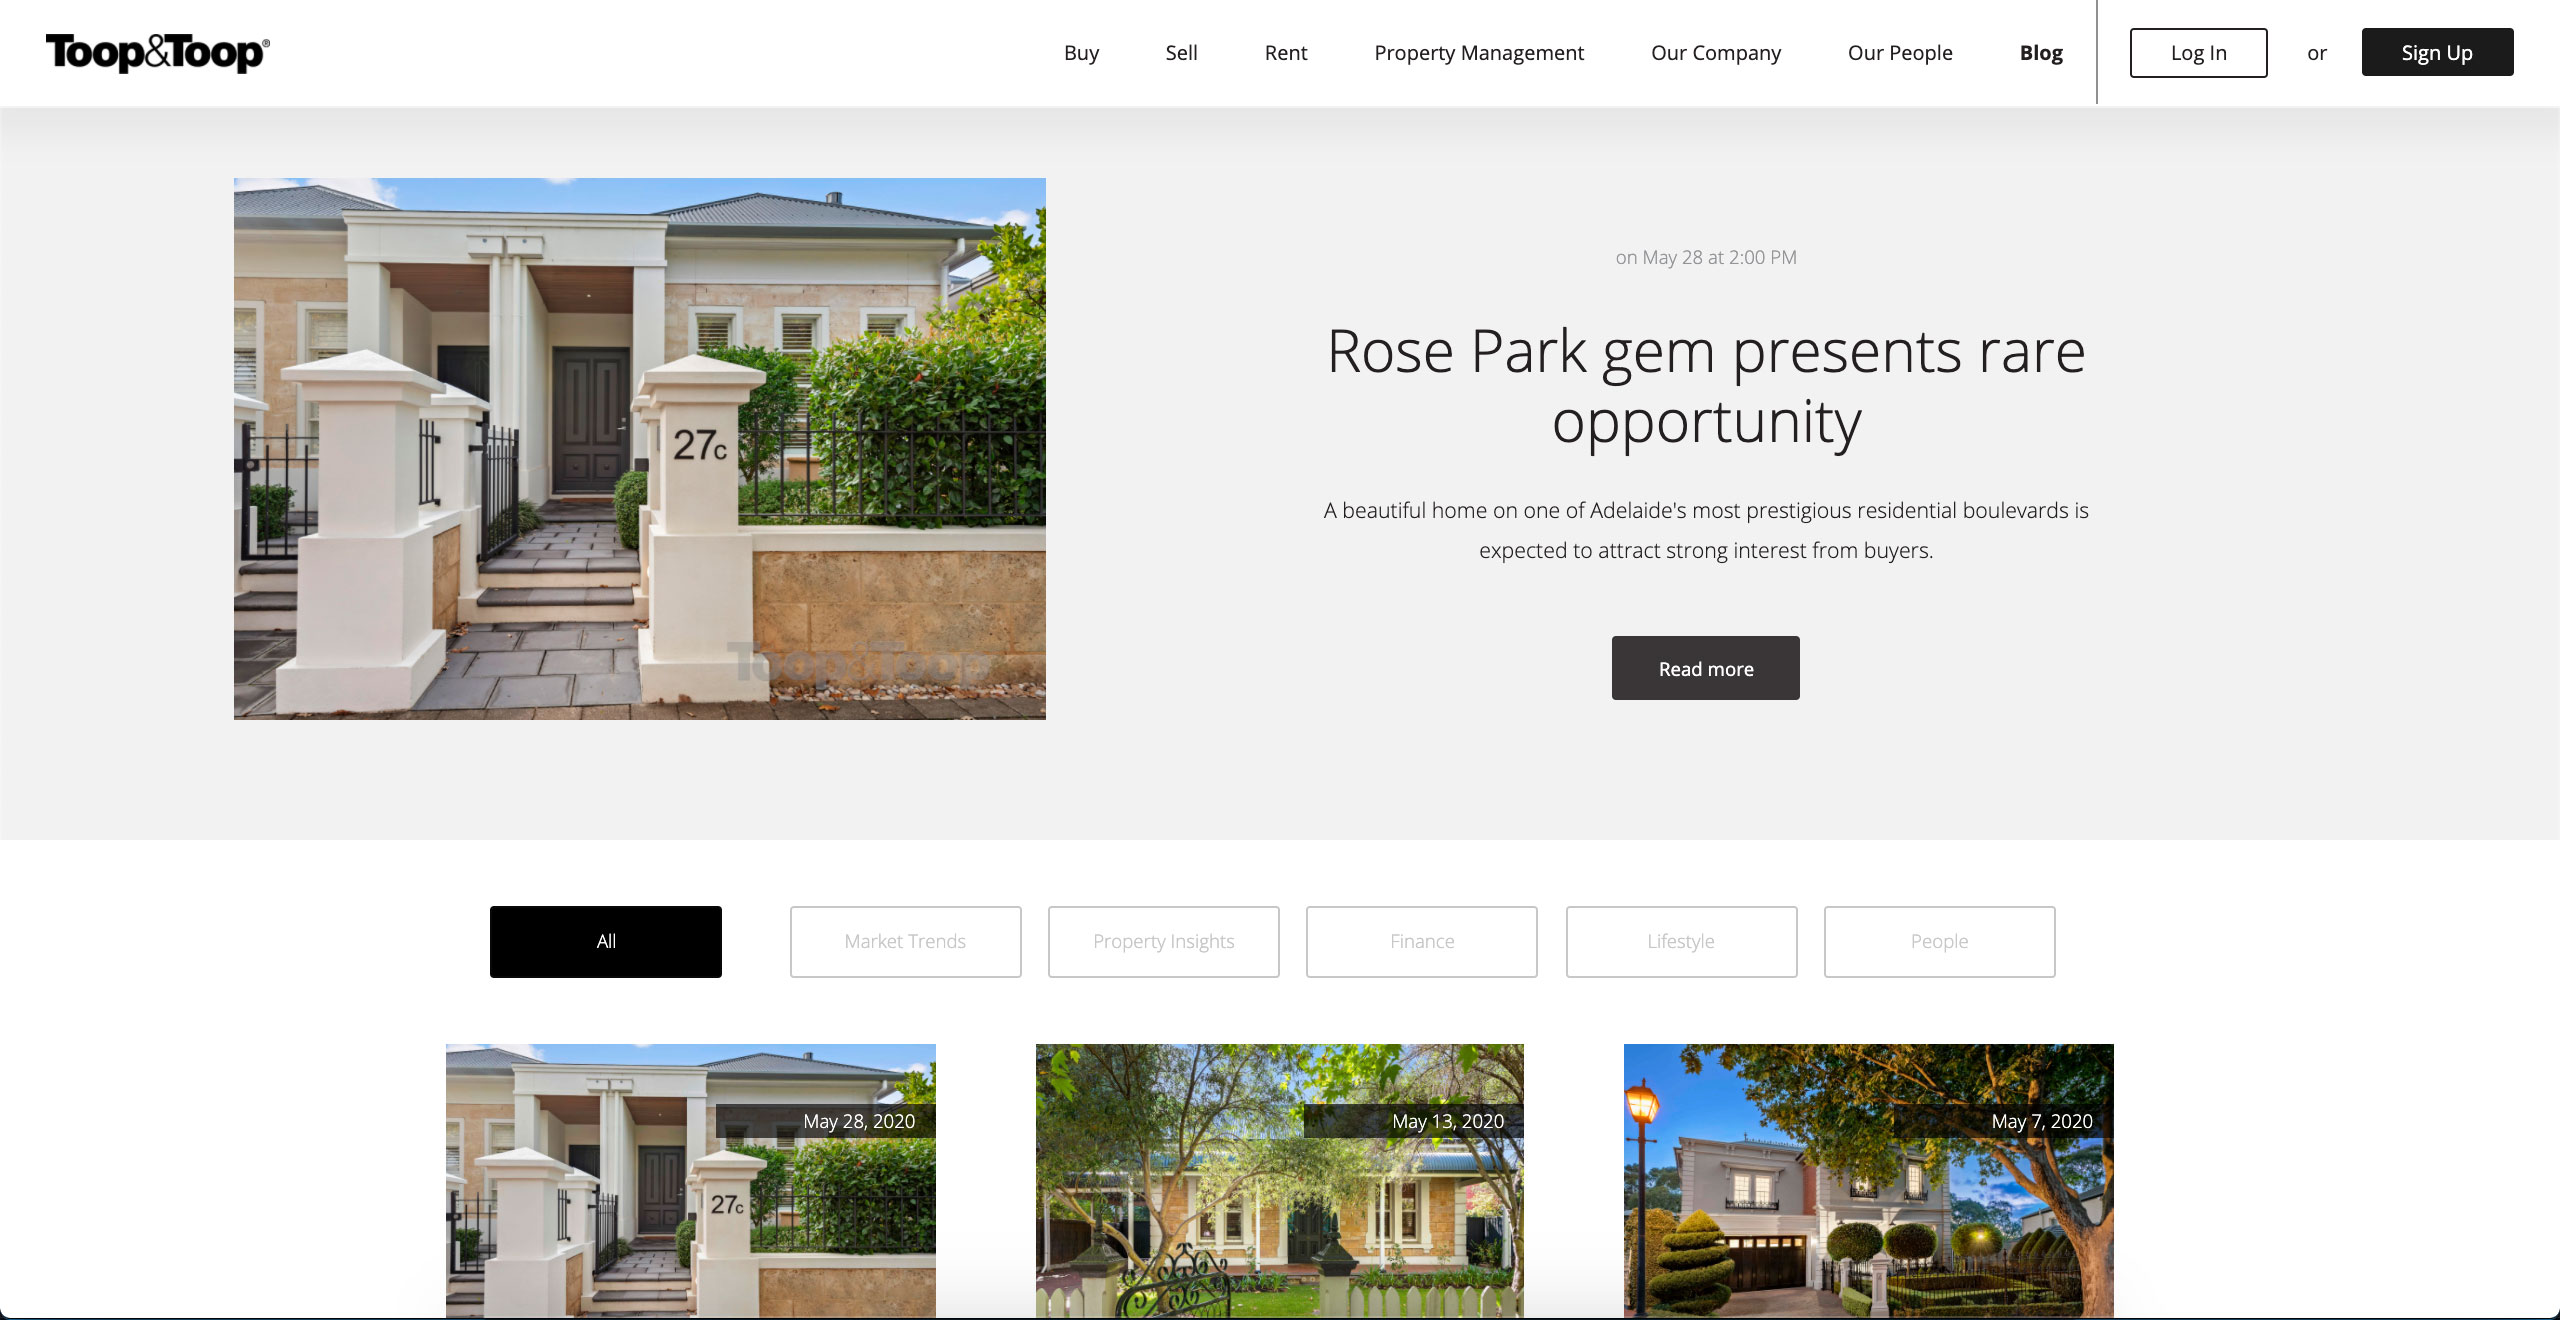 Toop&Toop®
Buy
Sell
Rent
Property Management
Our Company
Our People
Blog
Log In
or
Sign Up
on May 28 at 2:00 PM
Rose Park gem presents rare
opportunity
A beautiful home on one of Adelaide's most prestigious residential boulevards is
expected to attract strong interest from buyers.
Read more
27c
Toop&Toop
All
Market Trends
Property Insights
Finance
Lifestyle
People
May 28, 2020
27c
May 13, 2020
May 7, 2020